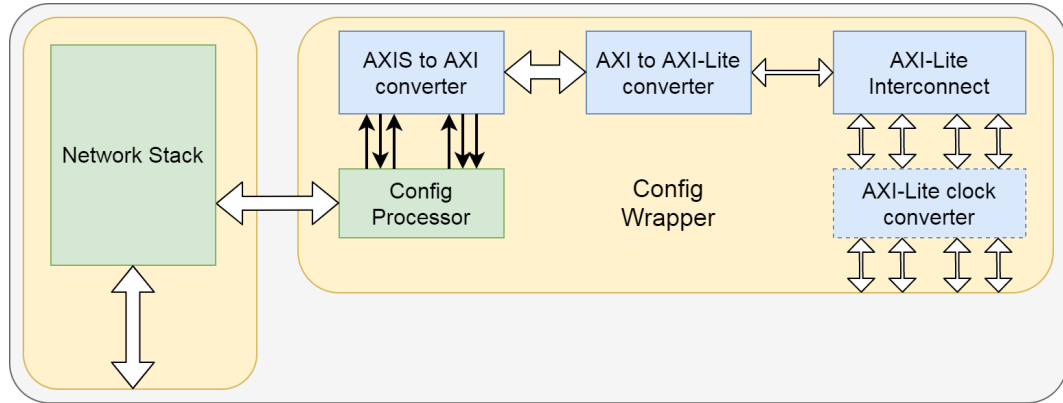 Network Stack
AXIS to AXI
converter
AXI to AXI-Lite
converter
AXI-Lite
Interconnect
Config
Processor
Config
Wrapper
AXI-Lite clock
converter